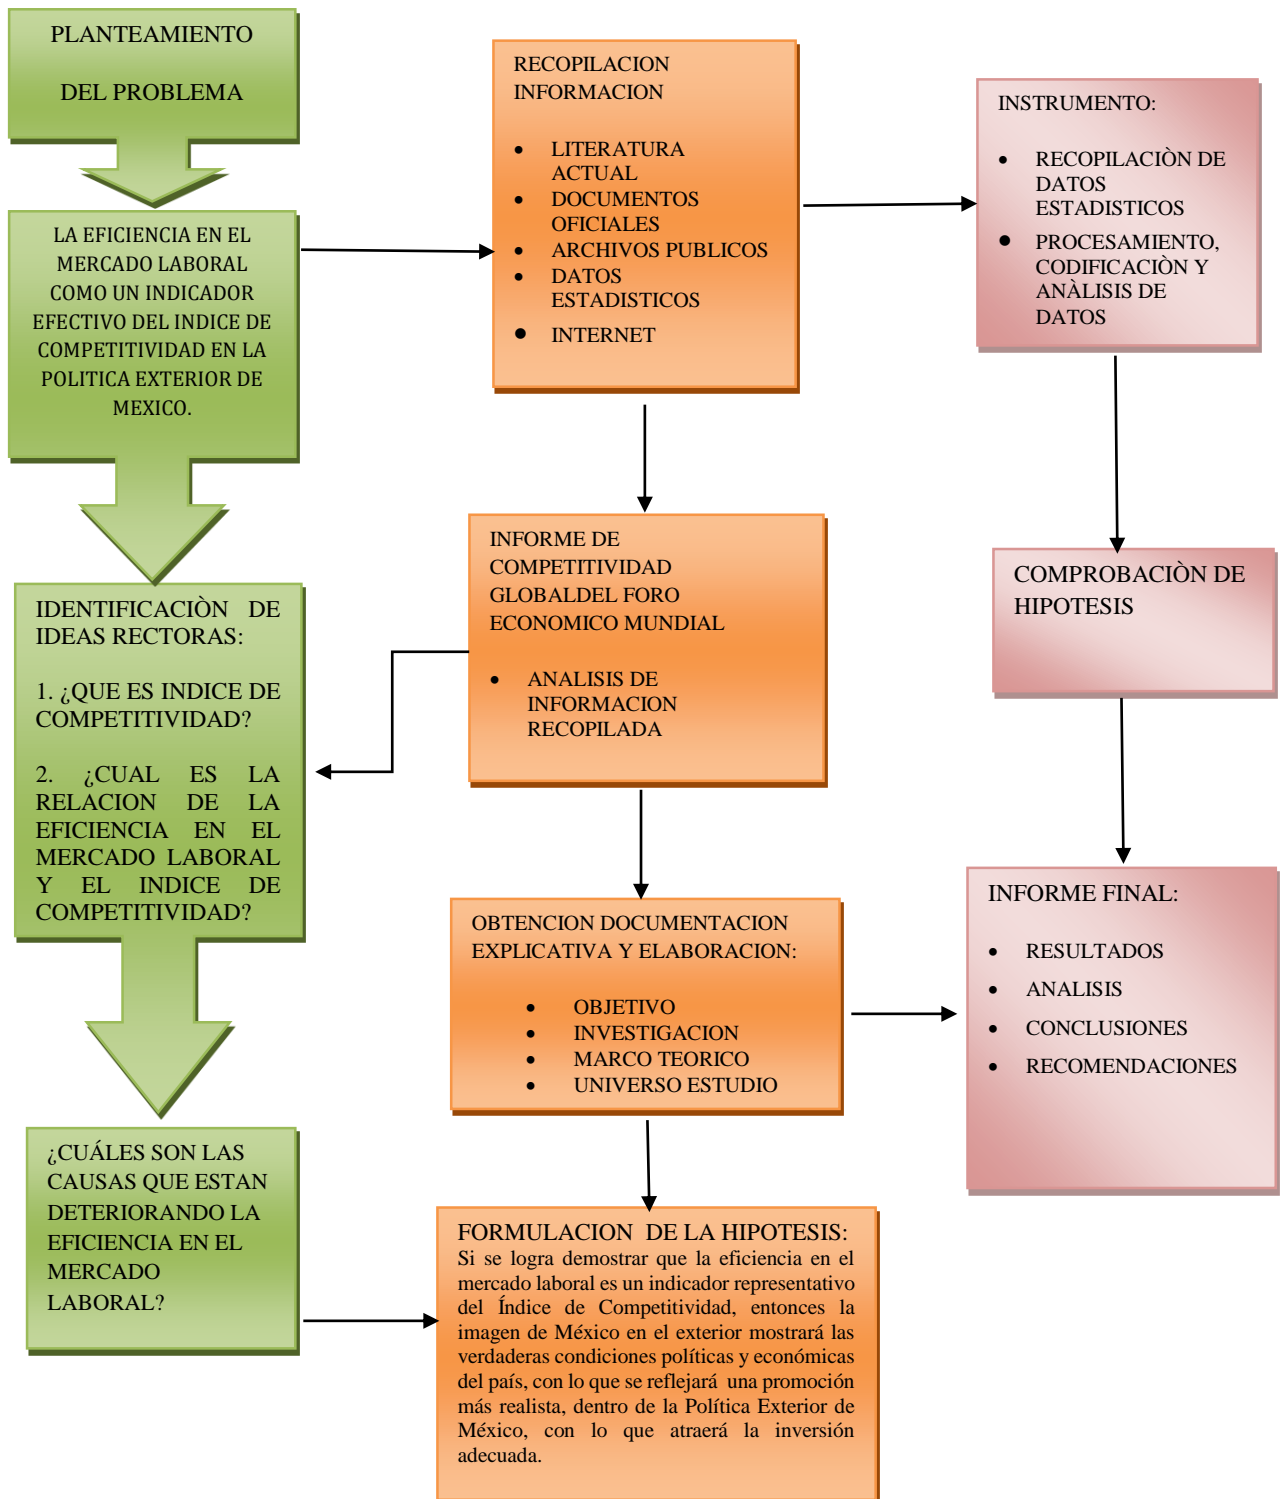 PLANTEAMIENTO
DEL PROBLEMA
LA EFICIENCIA EN EL
MERCADO LABORAL
COMO UN INDICADOR
EFECTIVO DEL INDICE DE
COMPETITIVIDAD EN LA
POLITICA EXTERIOR DE
MEXICO.
IDENTIFICACIÒN DE
IDEAS RECTORAS:
1. ¿QUE ES INDICE DE
COMPETITIVIDAD?
2. ¿CUAL ES LA
RELACION DE LA
EFICIENCIA EN EL
MERCADO LABORAL
Y EL INDICE DE
COMPETITIVIDAD?
¿CUÁLES SON LAS
CAUSAS QUE ESTAN
DETERIORANDO LA
EFICIENCIA EN EL
MERCADO
LABORAL?
RECOPILACION
INFORMACION
• LITERATURA
ACTUAL
• DOCUMENTOS
OFICIALES
• ARCHIVOS PUBLICOS
• DATOS
ESTADISTICOS
• INTERNET
INFORME DE
COMPETITIVIDAD
GLOBALDEL FORO
ECONOMICO MUNDIAL
• ANALISIS DE
INFORMACION
RECOPILADA
OBTENCION DOCUMENTACION
EXPLICATIVA Y ELABORACION:
• OBJETIVO
• INVESTIGACION
• MARCO TEORICO
• UNIVERSO ESTUDIO
FORMULACION DE LA HIPOTESIS:
Si se logra demostrar que la eficiencia en el
mercado laboral es un indicador representativo
del Índice de Competitividad, entonces la
imagen de México en el exterior mostrará las
verdaderas condiciones políticas y económicas
del país, con lo que se reflejará una promoción
más realista, dentro de la Política Exterior de
México, con lo que atraerá la inversión
adecuada.
INSTRUMENTO:
• RECOPILACIÒN DE
DATOS
ESTADISTICOS
• PROCESAMIENTO,
CODIFICACIÒN Y
ANÀLISIS DE
DATOS
COMPROBACIÒN DE
HIPOTESIS
INFORME FINAL:
• RESULTADOS
• ANALISIS
• CONCLUSIONES
• RECOMENDACIONES